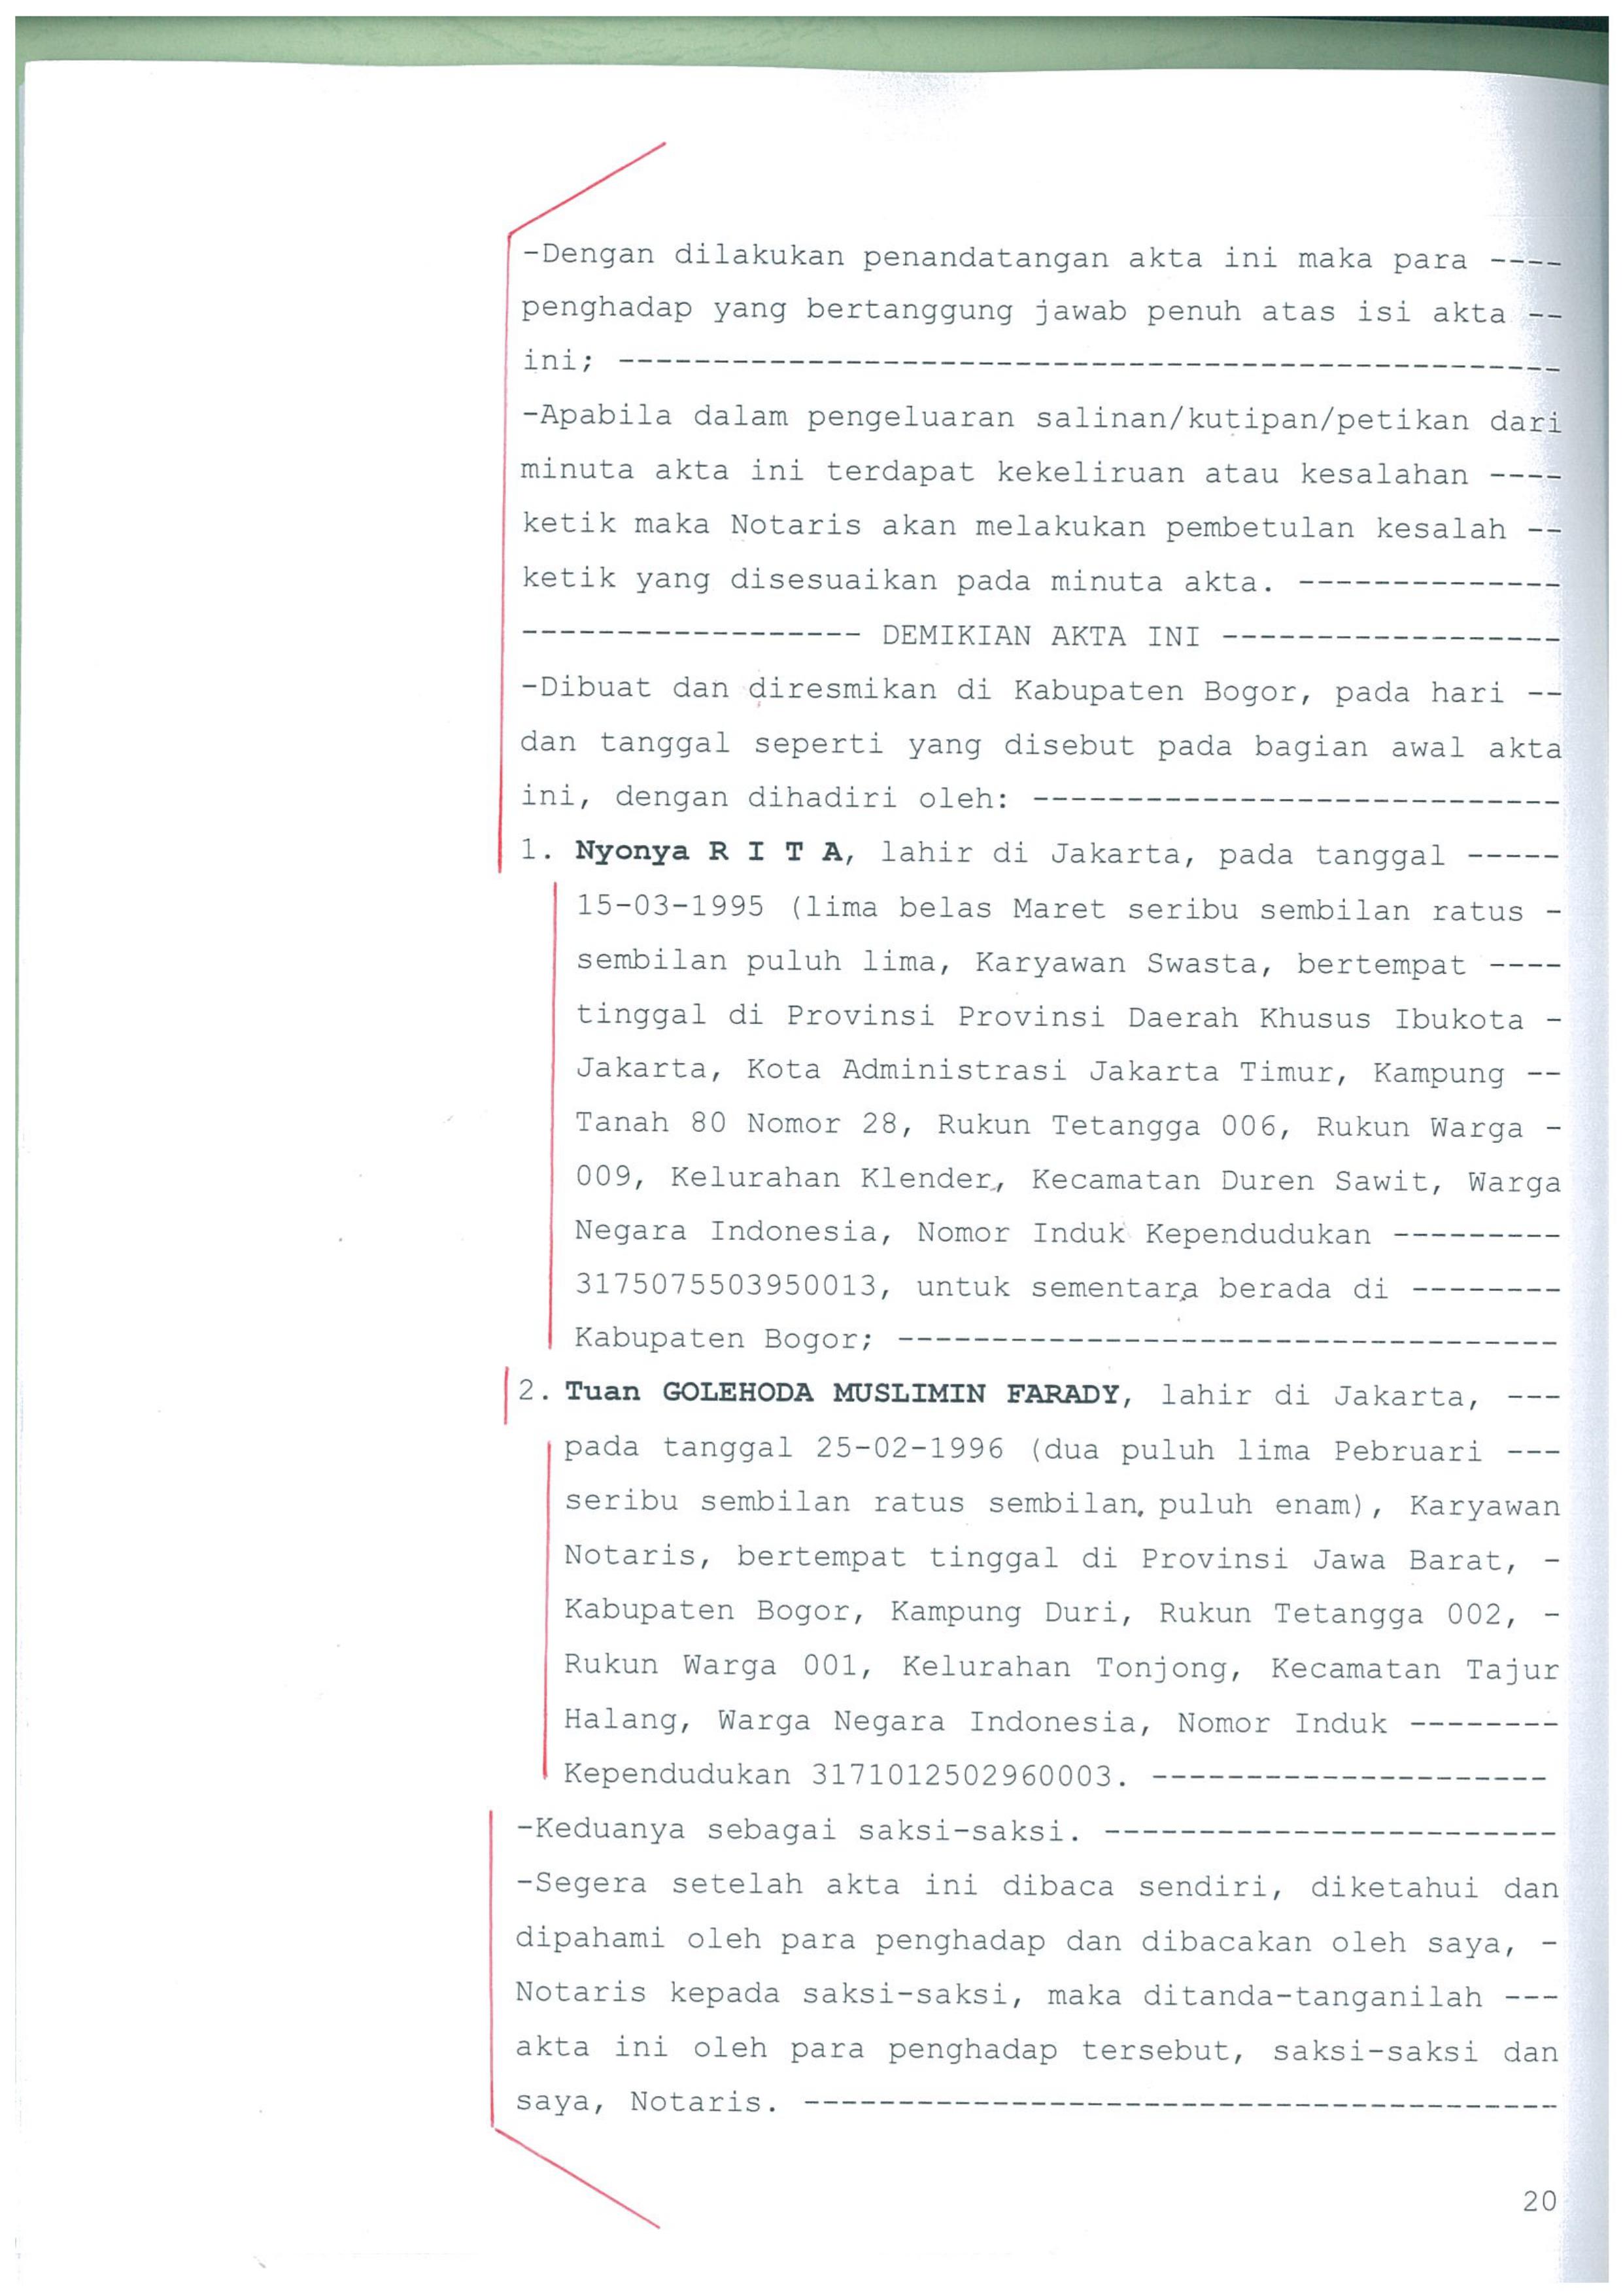 -Dengan dilakukan penandatangan akta ini maka para ----
penghadap yang bertanggung jawab penuh atas isi akta --
ini; --------------------------------------------------
-Apabila dalam pengeluaran salinan/kutipan/petikan dari
minuta akta ini terdapat kekeliruan atau kesalahan ----
ketik maka Notaris akan melakukan pembetulan kesalah --
ketik yang disesuaikan pada minuta akta. --------------
------------------ DEMIKIAN AKTA INI ------------------
-Dibuat dan diresmikan di Kabupaten Bogor, pada hari --
dan tanggal seperti yang disebut pada bagian awal akta
ini, dengan dihadiri oleh: ----------------------------
1. Nyonya R I T A, lahir di Jakarta, pada tanggal -----
15-03-1995 (lima belas Maret seribu sembilan ratus -
sembilan puluh lima, Karyawan Swasta, bertempat ----
tinggal di Provinsi Provinsi Daerah Khusus Ibukota -
Jakarta, Kota Administrasi Jakarta Timur, Kampung --
Tanah 80 Nomor 28, Rukun Tetangga 006, Rukun Warga -
009, Kelurahan Klender, Kecamatan Duren Sawit, Warga
Negara Indonesia, Nomor Induk Kependudukan ---------
3175075503950013, untuk sementara berada di --------
Kabupaten Bogor; -----------------------------------
2. Tuan GOLEHODA MUSLIMIN FARADY, lahir di Jakarta, ---
pada tanggal 25-02-1996 (dua puluh lima Pebruari ---
seribu sembilan ratus sembilan puluh enam), Karyawan
Notaris, bertempat tinggal di Provinsi Jawa Barat, -
Kabupaten Bogor, Kampung Duri, Rukun Tetangga 002, -
Rukun Warga 001, Kelurahan Tonjong, Kecamatan Tajur
Halang, Warga Negara Indonesia, Nomor Induk --------
Kependudukan 3171012502960003. ---------------------
-Keduanya sebagai saksi-saksi. ------------------------
-Segera setelah akta ini dibaca sendiri, diketahui dan
dipahami oleh para penghadap dan dibacakan oleh saya, -
Notaris kepada saksi-saksi, maka ditanda-tanganilah ---
akta ini oleh para penghadap tersebut, saksi-saksi dan
saya, Notaris. ----------------------------------------
20